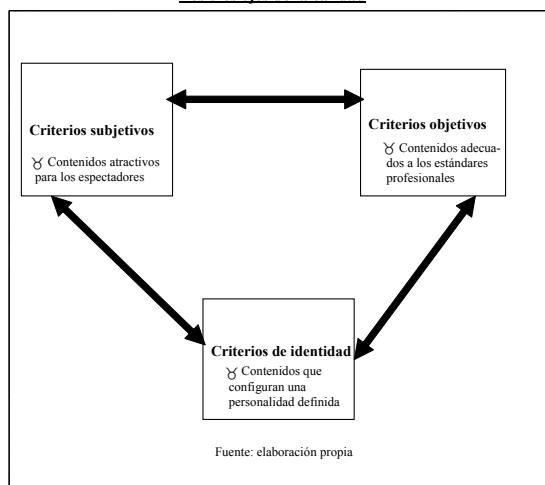 Criterios subjetivos
♉ Contenidos atractivos
para los espectadores
Criterios objetivos
♉ Contenidos adecua-
dos a los estándares
profesionales
Criterios de identidad
♉ Contenidos que
configuran una
personalidad definida
Fuente: elaboración propia